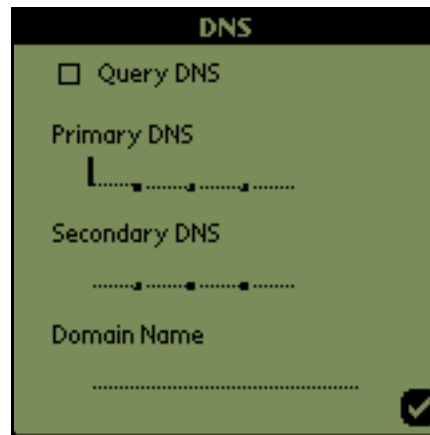 DNS
Query DNS
Primary DNS
Secondary DNS
Domain Name